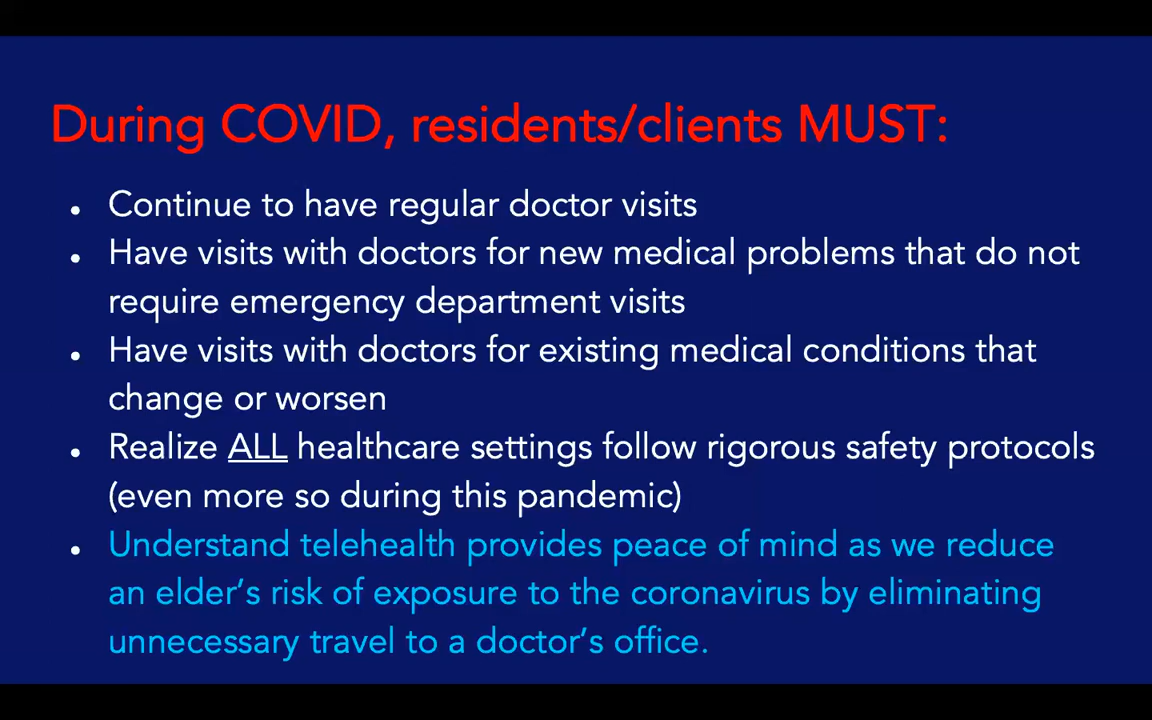 During COVID, residents/clients MUST:
• Continue to have regular doctor visits
• Have visits with doctors for new medical problems that do not
require emergency department visits
• Have visits with doctors for existing medical conditions that
change or worsen
• Realize ALL healthcare settings follow rigorous safety protocols
(even more so during this pandemic)
• Understand telehealth provides peace of mind as we reduce
an elder’s risk of exposure to the coronavirus by eliminating
unnecessary travel to a doctor’s office.